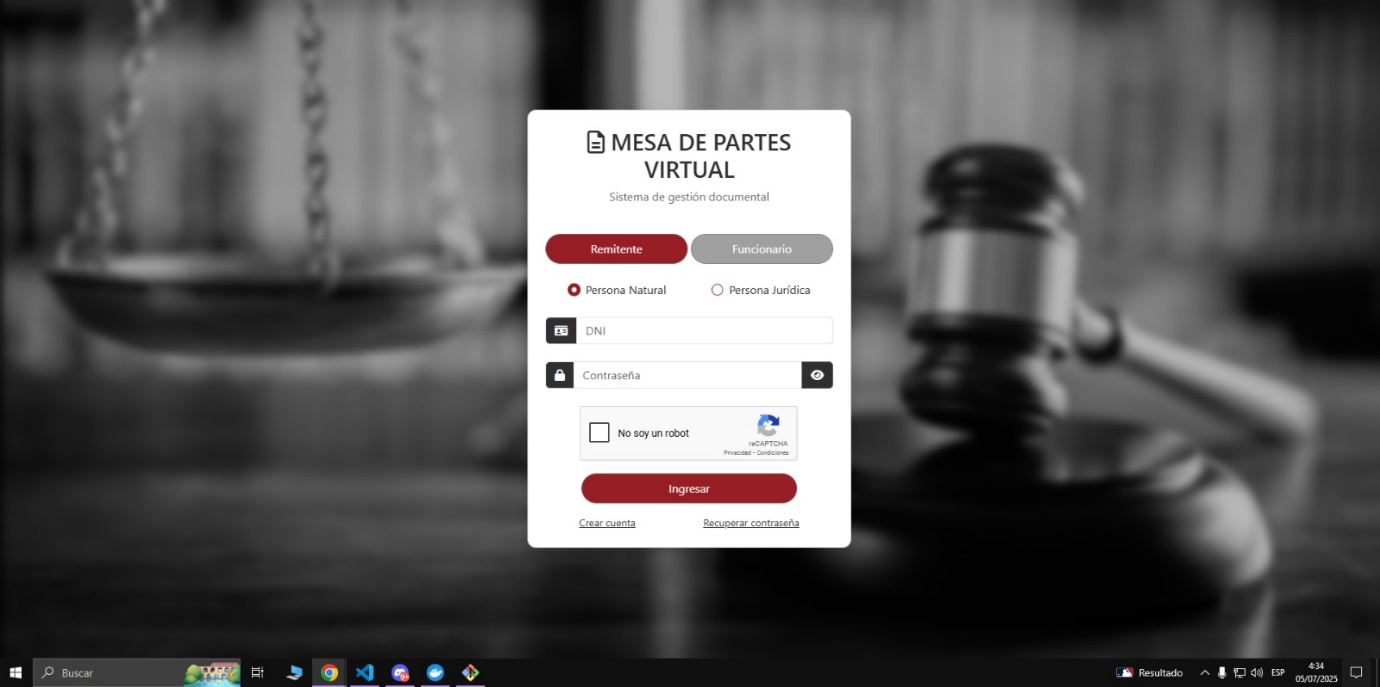 MESA DE PARTES
VIRTUAL
Sistema de gestión documental
Remitente
Funcionario
Persona Natural
Persona Jurídica
DNI
Contraseña
No soy un robot
reCAPTCHA
Privacidad - Condiciones
Ingresar
Crear cuenta
Recuperar contraseña
Buscar
Resultado
ESP
4:34
05/07/2025